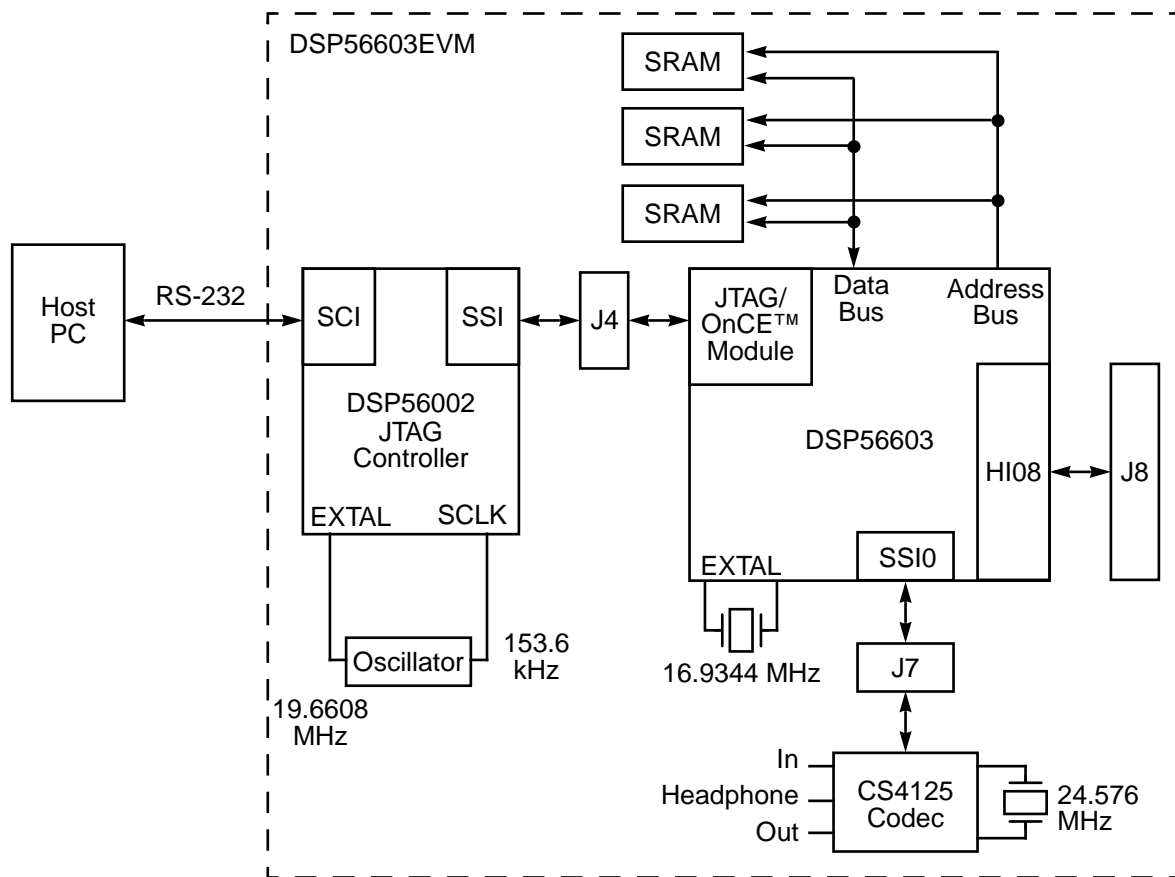 DSP56603EVM
SRAM
SRAM
SRAM
Host
PC
RS-232
SCI
SSI
J4
JTAG/
OnCE™
Module
Data
Bus
Address
Bus
DSP56002
JTAG
Controller
DSP56603
HI08
J8
EXTAL
SCLK
EXTAL
SSI0
Oscillator
153.6
kHz
19.6608
MHz
16.9344 MHz
J7
In
Headphone
Out
CS4125
Codec
24.576
MHz